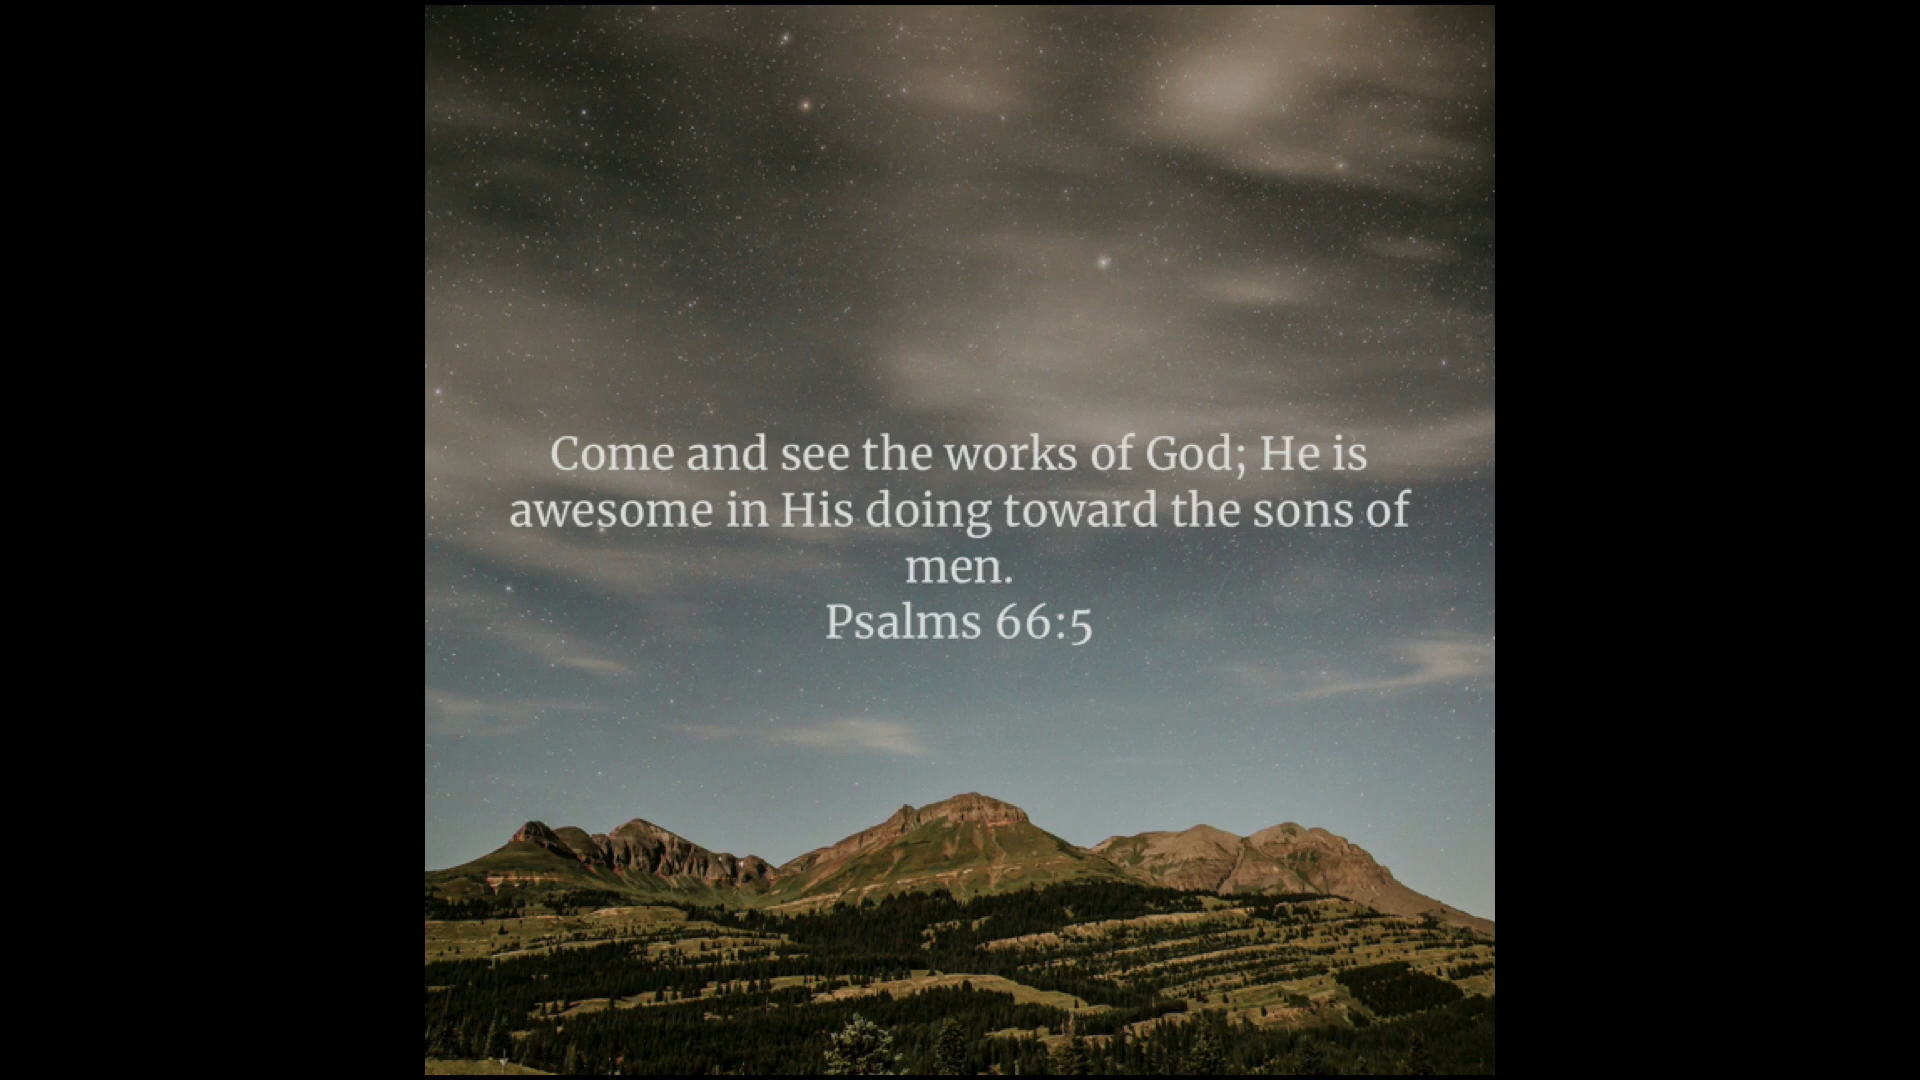 Come and see the works of God; He is
awesome in His doing toward the sons of
men.
Psalms 66:5